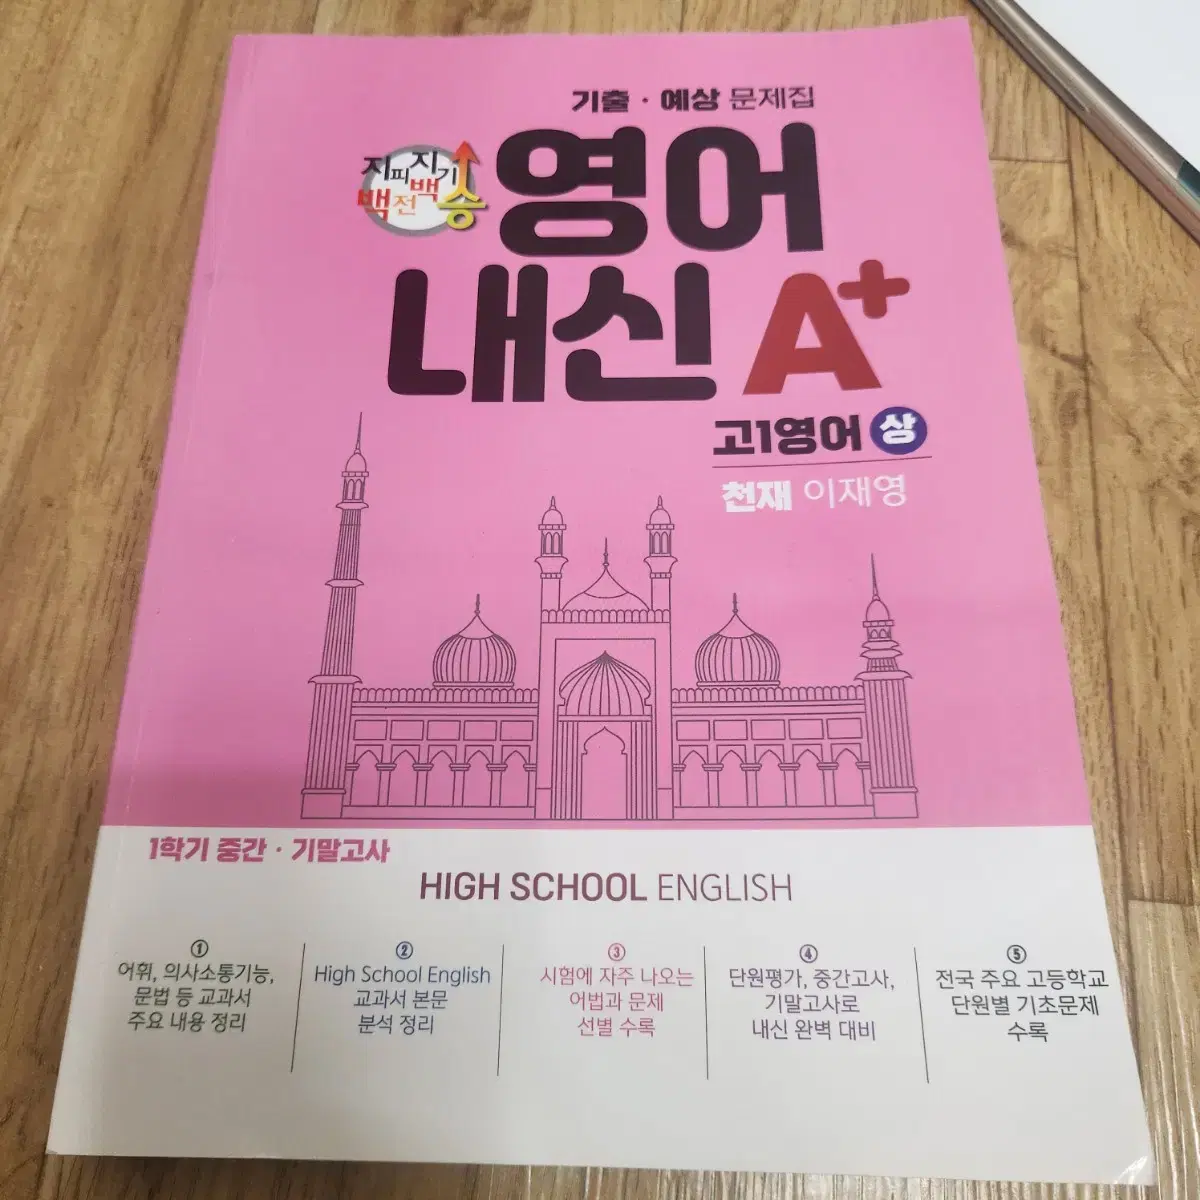 기출 · 예상 문제집
지피지기
백전백승
영어
내신 A+
고1영어 상
천재 이재영
1학기 중간 · 기말고사
HIGH SCHOOL ENGLISH
①
어휘, 의사소통기능,
문법 등 교과서
주요 내용 정리
②
High School English
교과서 본문
분석 정리
③
시험에 자주 나오는
어법과 문제
선별 수록
④
단원평가, 중간고사,
기말고사로
내신 완벽 대비
⑤
전국 주요 고등학교
단원별 기초문제
수록